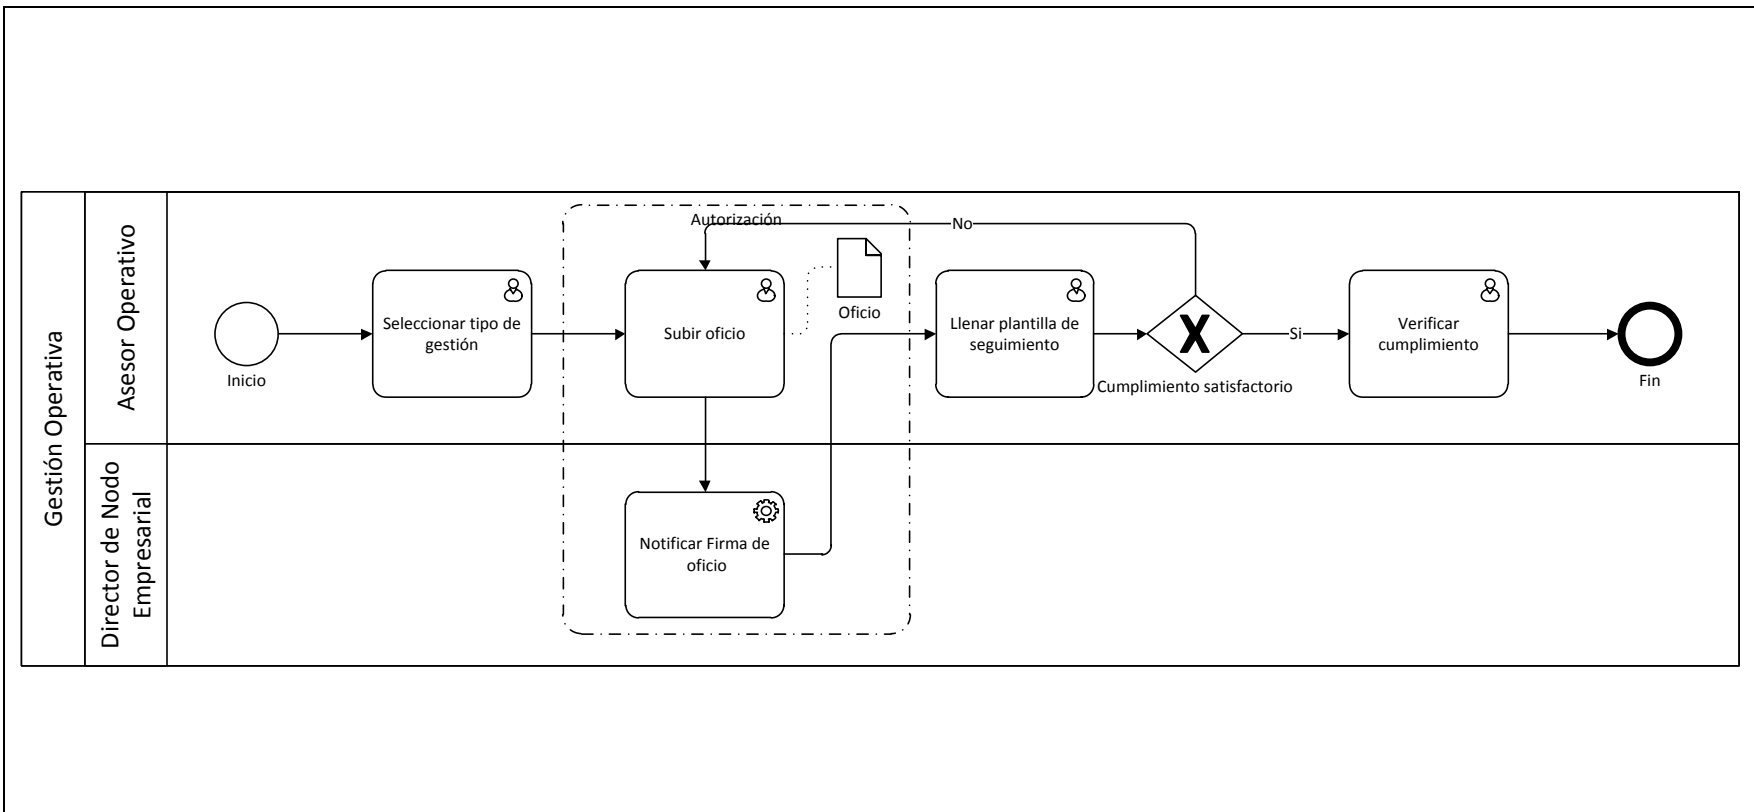 Gestión Operativa
Asesor Operativo
Director de Nodo
Empresarial
Autorización
No
Inicio
Seleccionar tipo de
gestión
Subir oficio
Oficio
Llenar plantilla de
seguimiento
X
Cumplimiento satisfactorio
Si
Verificar
cumplimiento
Fin
Notificar Firma de
oficio